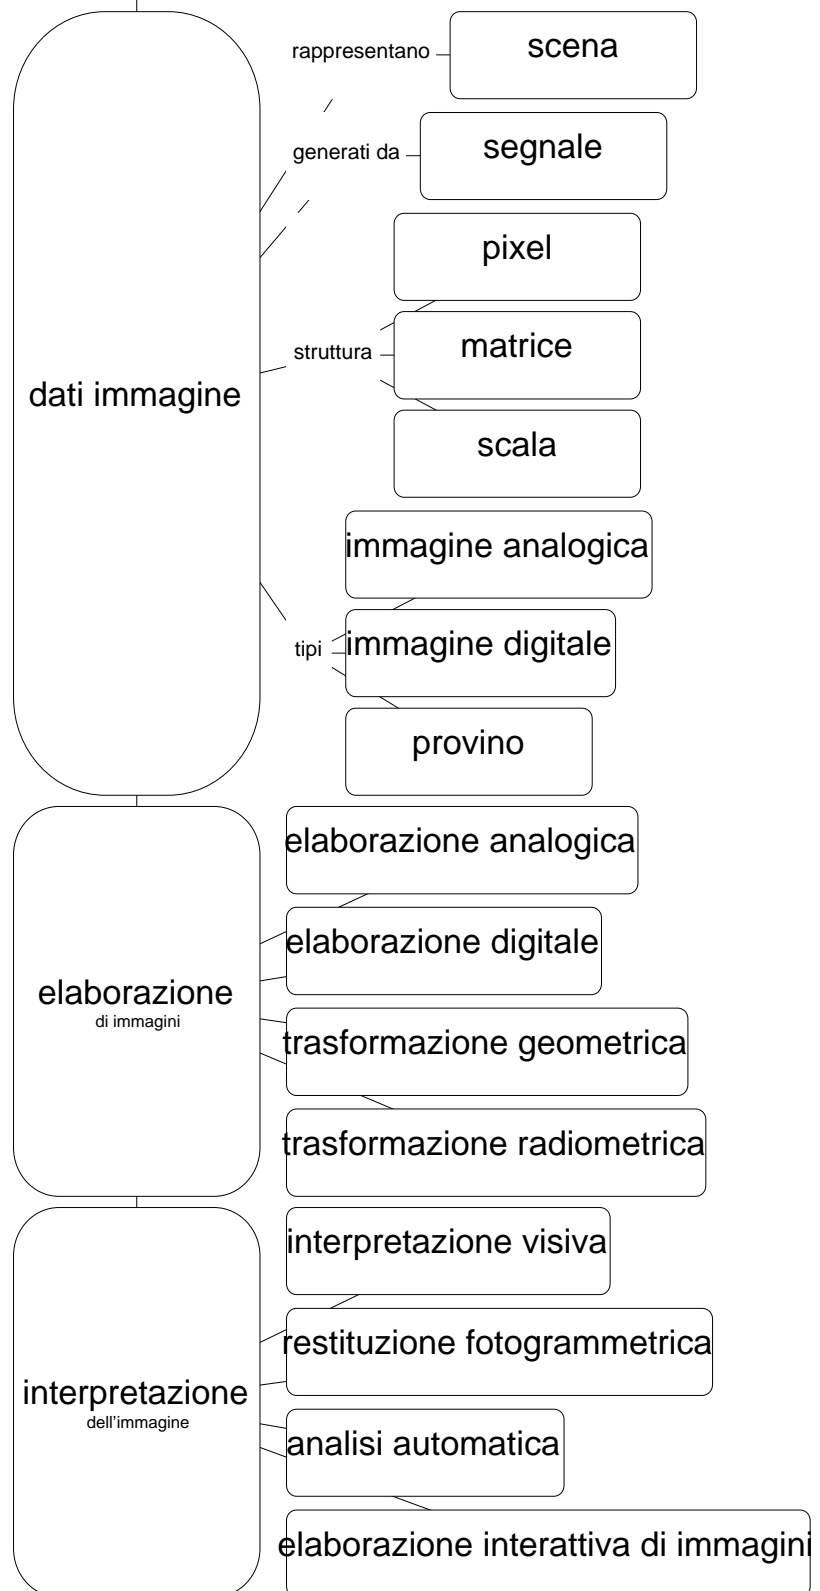 rappresentano
scena
generati da
segnale
pixel
struttura
matrice
dati immagine
scala
immagine analogica
tipi
immagine digitale
provino
elaborazione analogica
elaborazione digitale
elaborazione
di immagini
trasformazione geometrica
trasformazione radiometrica
interpretazione visiva
restituzione fotogrammetrica
interpretazione
dell'immagine
analisi automatica
elaborazione interattiva di immagini